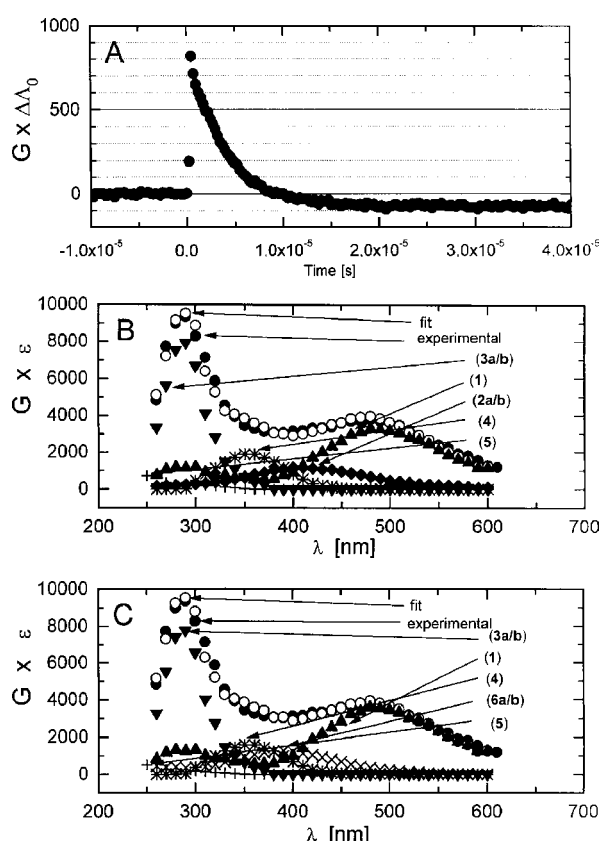 A
G x ΔΛ₀
1000
500
0
-1.0x10⁻⁵ 0.0 1.0x10⁻⁵ 2.0x10⁻⁵ 3.0x10⁻⁵ 4.0x10⁻⁵
Time [s]
B
G x ε
10000
8000
6000
4000
2000
0
fit
experimental
(3a/b)
(1)
(2a/b)
(4)
(5)
200 300 400 500 600 700
λ [nm]
C
G x ε
10000
8000
6000
4000
2000
0
fit
experimental
(3a/b)
(1)
(4)
(6a/b)
(5)
200 300 400 500 600 700
λ [nm]